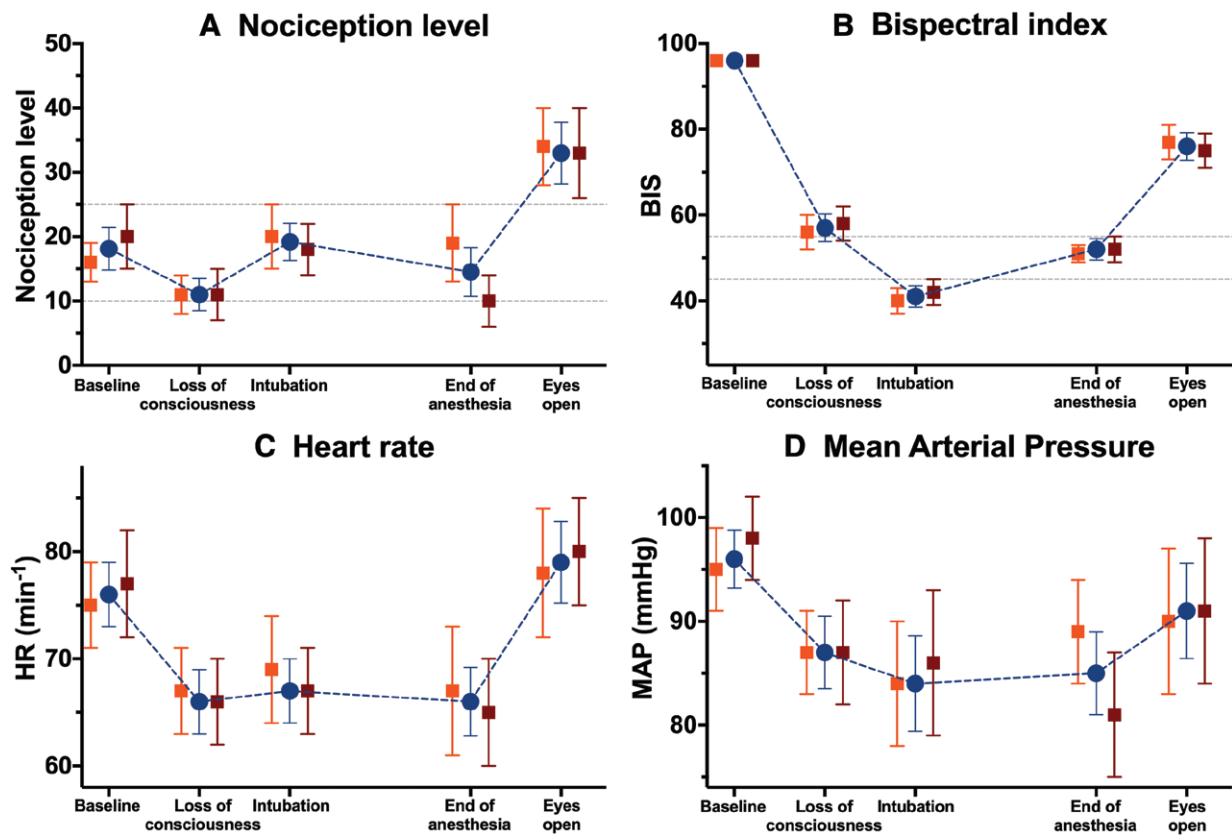 A Nociception level
Nociception level
50
40
30
20
10
0
Baseline
Loss of
consciousness
Intubation
End of
anesthesia
Eyes
open
B Bispectral index
BIS
100
80
60
40
Baseline
Loss of
consciousness
Intubation
End of
anesthesia
Eyes
open
C Heart rate
HR (min⁻¹)
80
70
60
Baseline
Loss of
consciousness
Intubation
End of
anesthesia
Eyes
open
D Mean Arterial Pressure
MAP (mmHg)
100
90
80
Baseline
Loss of
consciousness
Intubation
End of
anesthesia
Eyes
open